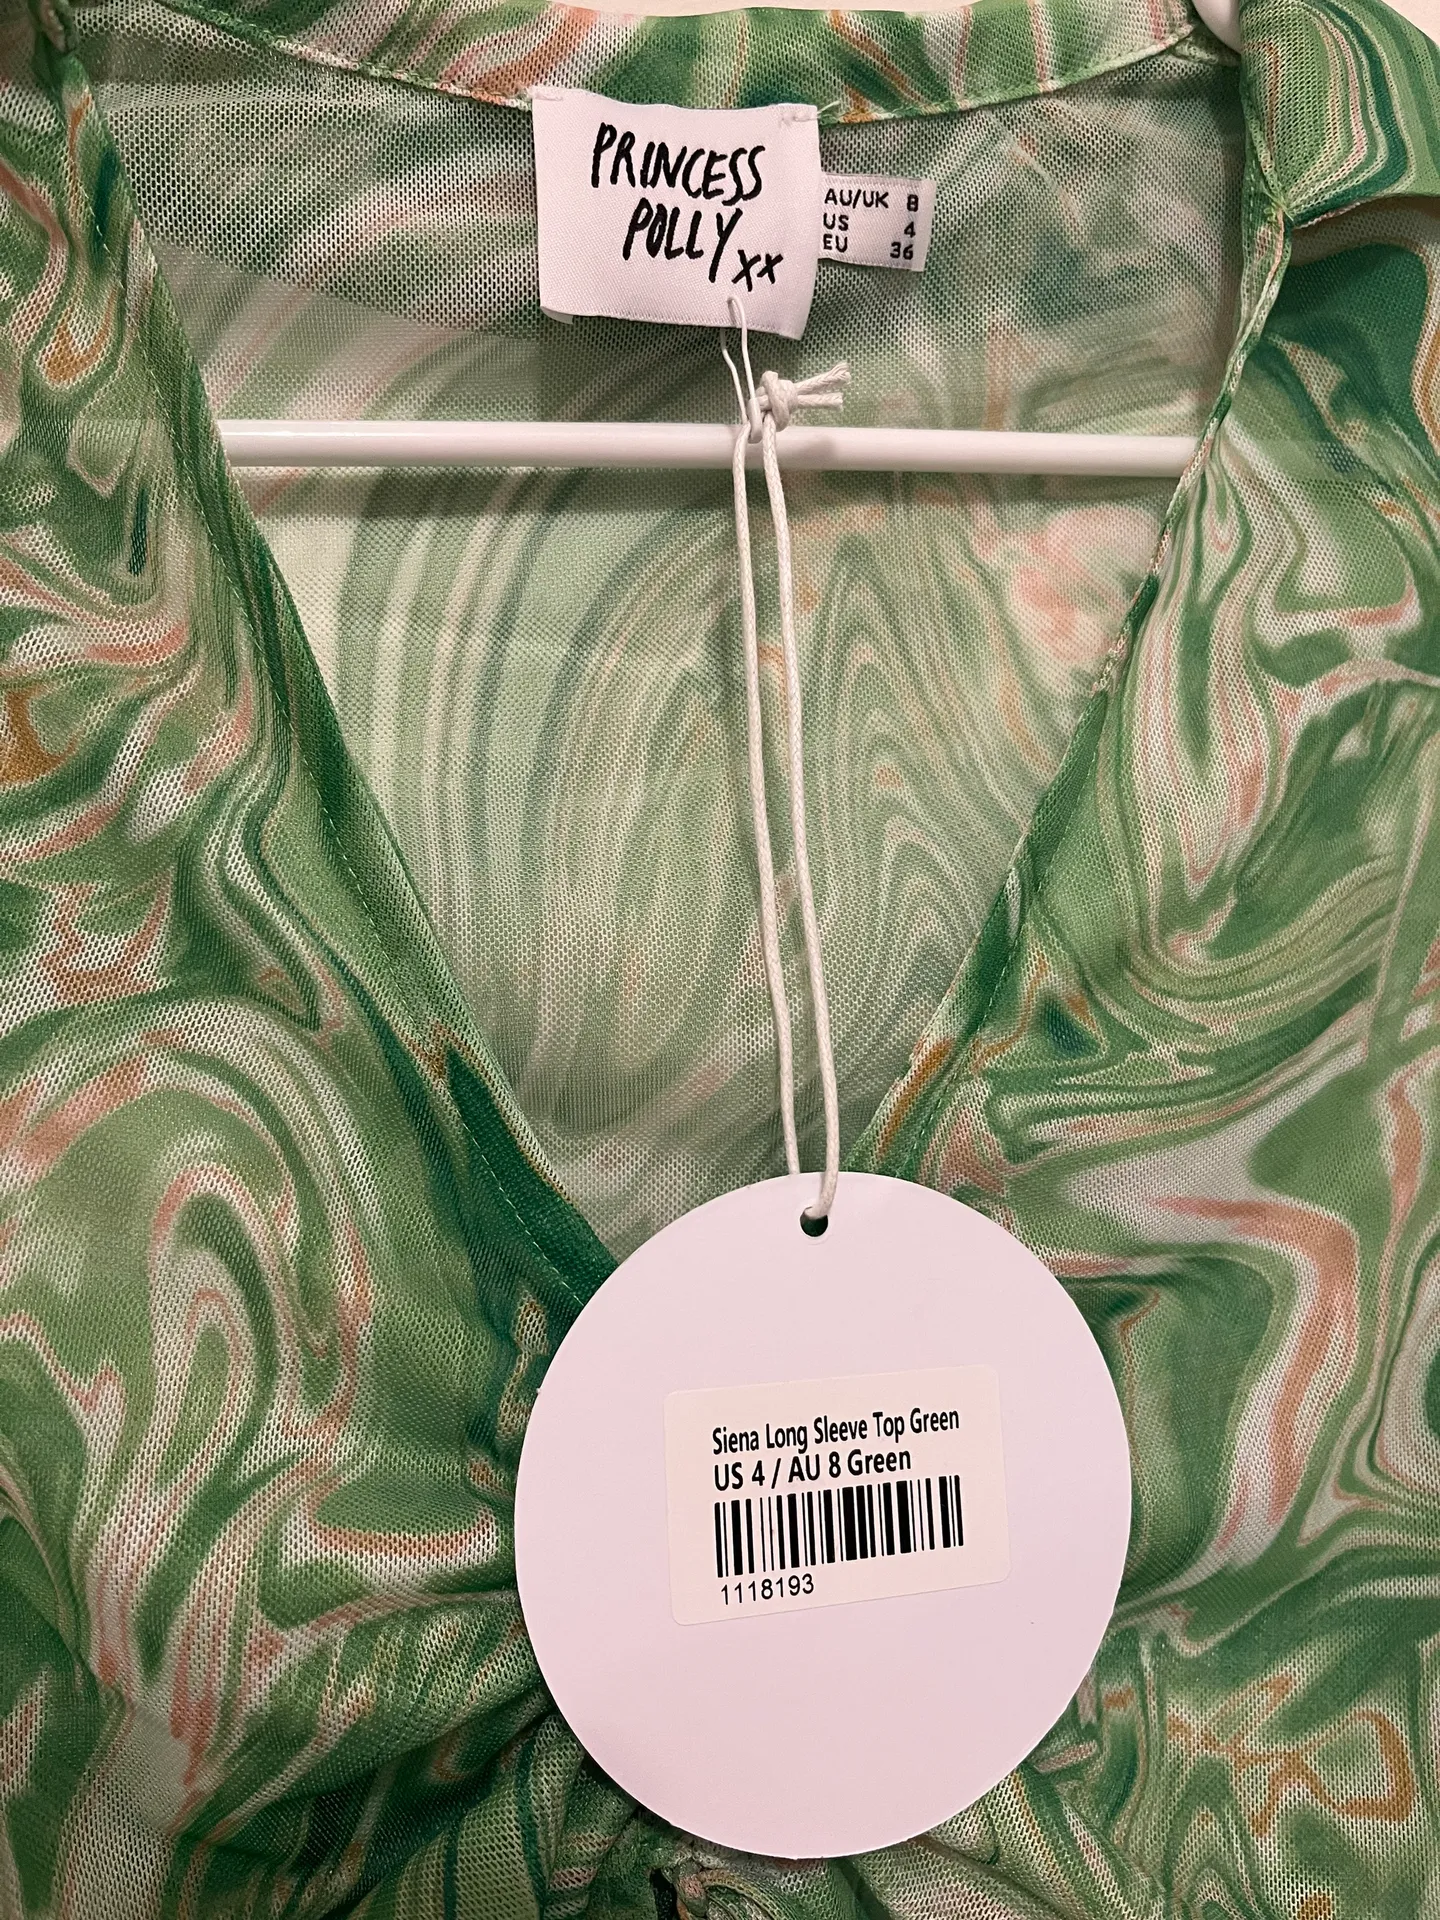 PRINCESS
POLLY xx
AU/UK 8
US 4
EU 36
Siena Long Sleeve Top Green
US 4 / AU 8 Green
1118193